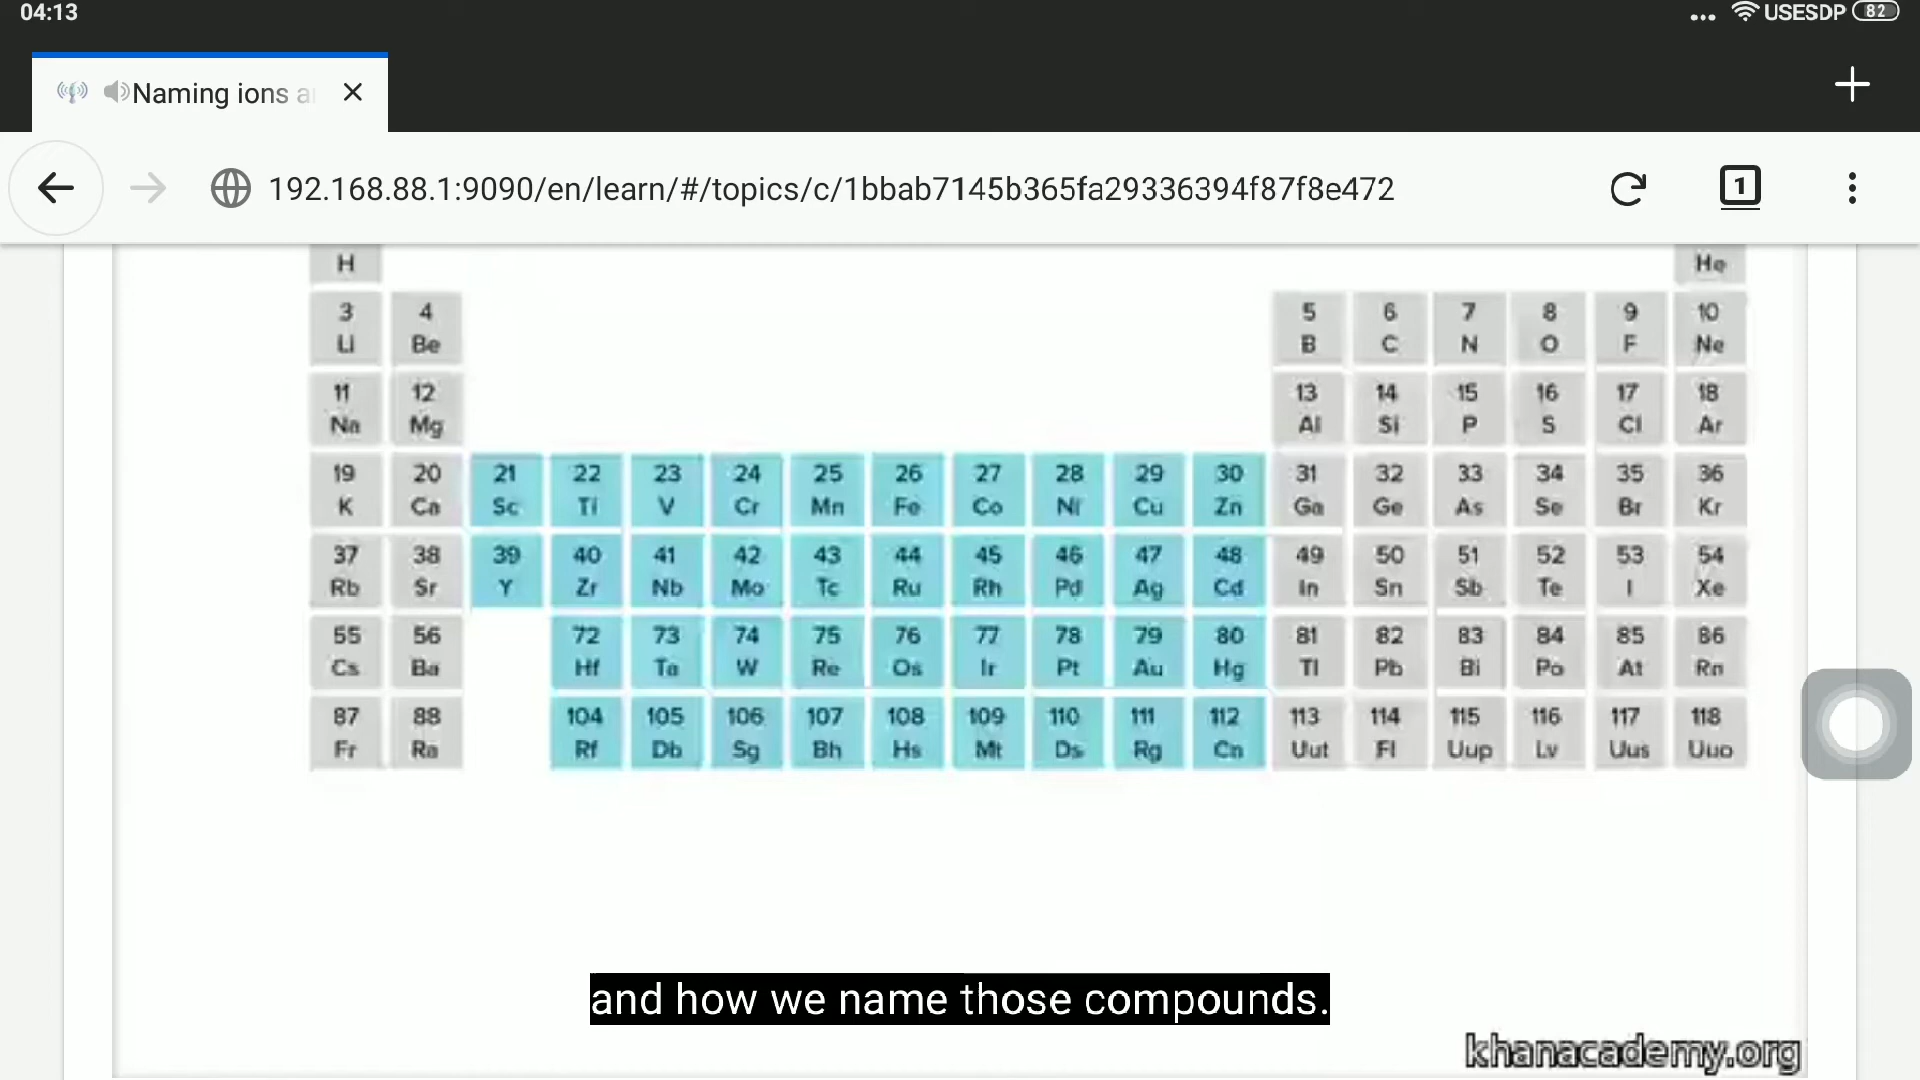 04:13
... USESDP 82
Naming ions a
192.168.88.1:9090/en/learn/#/topics/c/1bbab7145b365fa29336394f87f8e472
1
H He
3 4 5 6 7 8 9 10
Li Be B C N O F Ne
11 12 13 14 15 16 17 18
Na Mg Al Si P S Cl Ar
19 20 21 22 23 24 25 26 27 28 29 30 31 32 33 34 35 36
K Ca Sc Ti V Cr Mn Fe Co Ni Cu Zn Ga Ge As Se Br Kr
37 38 39 40 41 42 43 44 45 46 47 48 49 50 51 52 53 54
Rb Sr Y Zr Nb Mo Tc Ru Rh Pd Ag Cd In Sn Sb Te I Xe
55 56 72 73 74 75 76 77 78 79 80 81 82 83 84 85 86
Cs Ba Hf Ta W Re Os Ir Pt Au Hg Tl Pb Bi Po At Rn
87 88 104 105 106 107 108 109 110 111 112 113 114 115 116 117 118
Fr Ra Rf Db Sg Bh Hs Mt Ds Rg Cn Uut Fl Uup Lv Uus Uuo
and how we name those compounds.
khanacademy.org